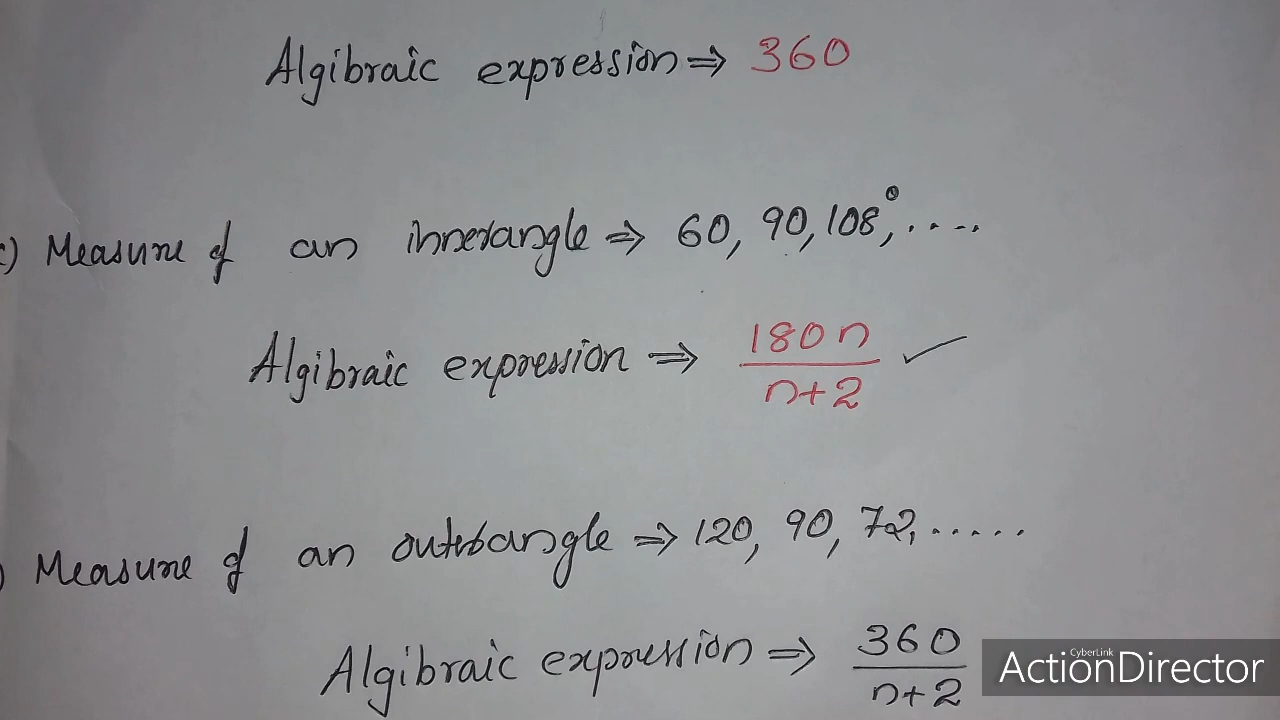 Algibraic expression ⇒ 360
c) Measure of an innerangle ⇒ 60, 90, 108°, ....
Algibraic expression ⇒ 180n
n+2 ✓
) Measure of an outerangle ⇒ 120, 90, 72, .....
Algibraic expression ⇒ 360
n+2
CyberLink
ActionDirector